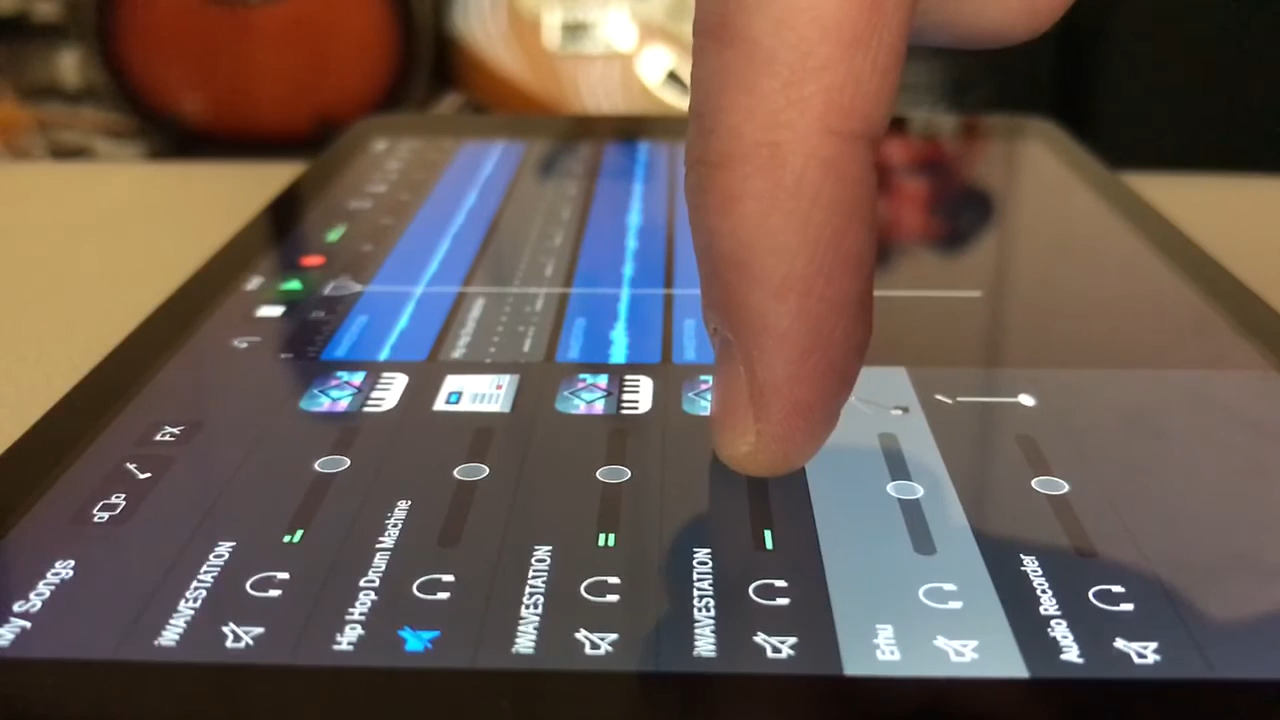 My Songs
FX
iWAVESTATION
Hip Hop Drum Machine
iWAVESTATION
iWAVESTATION
Erhu
Audio Recorder